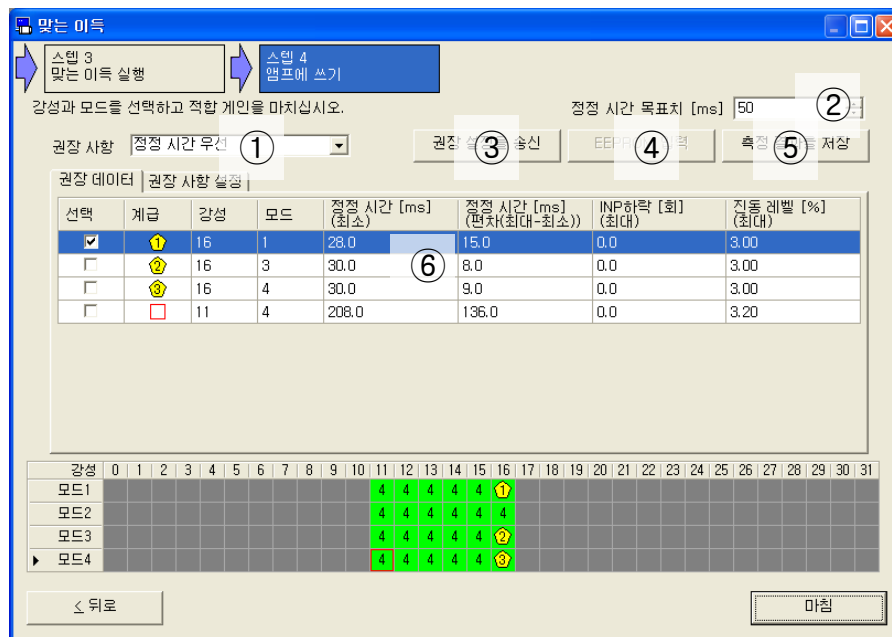 맞는 이득
스텝 3
맞는 이득 실행
스텝 4
앰프에 쓰기
강성과 모드를 선택하고 적합 게인을 마치십시오.
정정 시간 목표치 [ms] 50 ②
권장 사항 정정 시간 우선 ①
권장 설정을 송신 ③
④
측정 결과를 저장 ⑤
권장 데이터 권장 사항 설정
선택 계급 강성 모드 정정 시간 [ms] (최소) 정정 시간 [ms] (편차(최대-최소)) INP하락 [회] (최대) 진동 레벨 [%] (최대)
1 16 1 28.0 15.0 0.0 3.00
2 16 3 30.0 8.0 0.0 3.00
3 16 4 30.0 9.0 0.0 3.00
11 4 208.0 136.0 0.0 3.20
⑥
강성 0 1 2 3 4 5 6 7 8 9 10 11 12 13 14 15 16 17 18 19 20 21 22 23 24 25 26 27 28 29 30 31
모드1 4 4 4 4 4 1
모드2 4 4 4 4 4 4
모드3 4 4 4 4 4 2
모드4 4 4 4 4 4 3
< 뒤로
마침